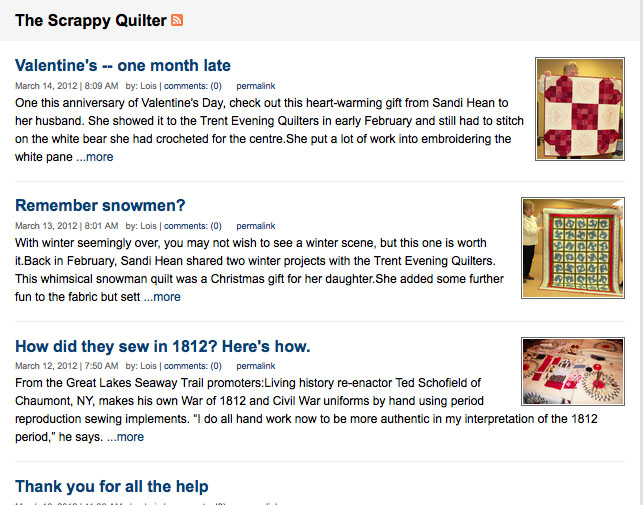 The Scrappy Quilter
Valentine's -- one month late
March 14, 2012 | 8:09 AM by: Lois | comments: (0) permalink
One this anniversary of Valentine's Day, check out this heart-warming gift from Sandi Hean to
her husband. She showed it to the Trent Evening Quilters in early February and still had to stitch
on the white bear she had crocheted for the centre.She put a lot of work into embroidering the
white pane ...more
Remember snowmen?
March 13, 2012 | 8:01 AM by: Lois | comments: (0) permalink
With winter seemingly over, you may not wish to see a winter scene, but this one is worth
it.Back in February, Sandi Hean shared two winter projects with the Trent Evening Quilters.
This whimsical snowman quilt was a Christmas gift for her daughter.She added some further
fun to the fabric but sett ...more
How did they sew in 1812? Here's how.
March 12, 2012 | 7:50 AM by: Lois | comments: (0) permalink
From the Great Lakes Seaway Trail promoters:Living history re-enactor Ted Schofield of
Chaumont, NY, makes his own War of 1812 and Civil War uniforms by hand using period
reproduction sewing implements. “I do all hand work now to be more authentic in my interpretation of the 1812
period,” he says. ...more
Thank you for all the help